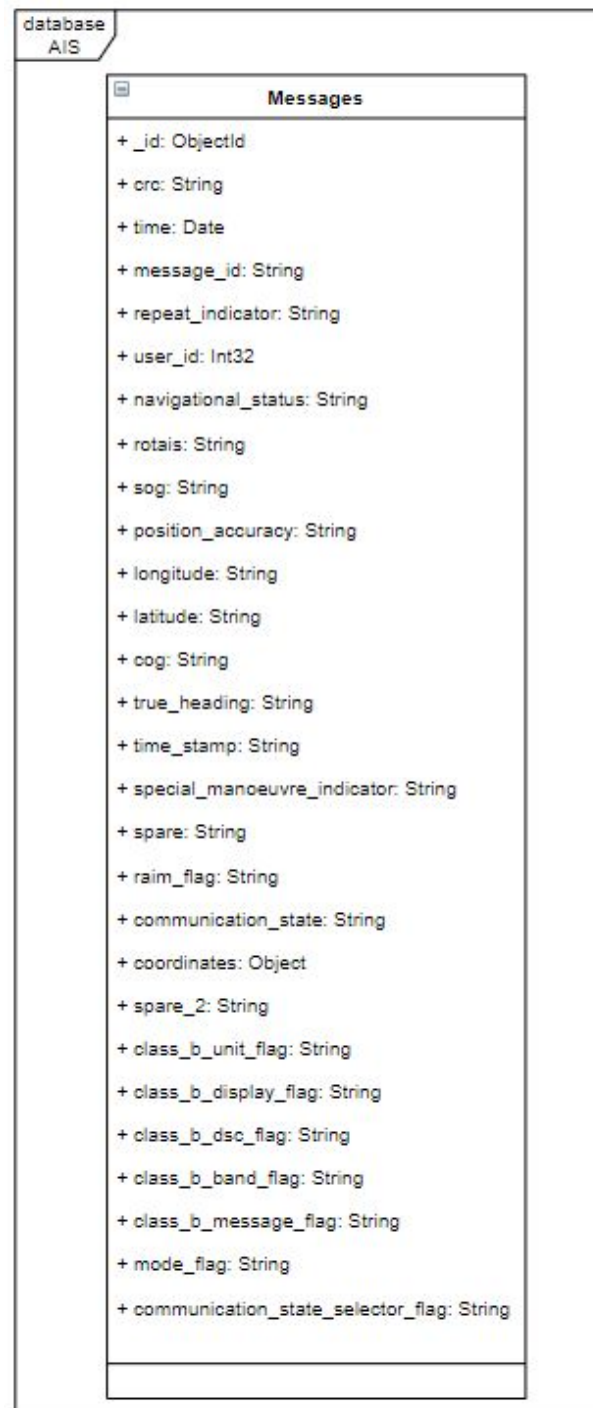 database
AIS
Messages
+ _id: ObjectId
+ crc: String
+ time: Date
+ message_id: String
+ repeat_indicator: String
+ user_id: Int32
+ navigational_status: String
+ rotais: String
+ sog: String
+ position_accuracy: String
+ longitude: String
+ latitude: String
+ cog: String
+ true_heading: String
+ time_stamp: String
+ special_manoeuvre_indicator: String
+ spare: String
+ raim_flag: String
+ communication_state: String
+ coordinates: Object
+ spare_2: String
+ class_b_unit_flag: String
+ class_b_display_flag: String
+ class_b_dsc_flag: String
+ class_b_band_flag: String
+ class_b_message_flag: String
+ mode_flag: String
+ communication_state_selector_flag: String